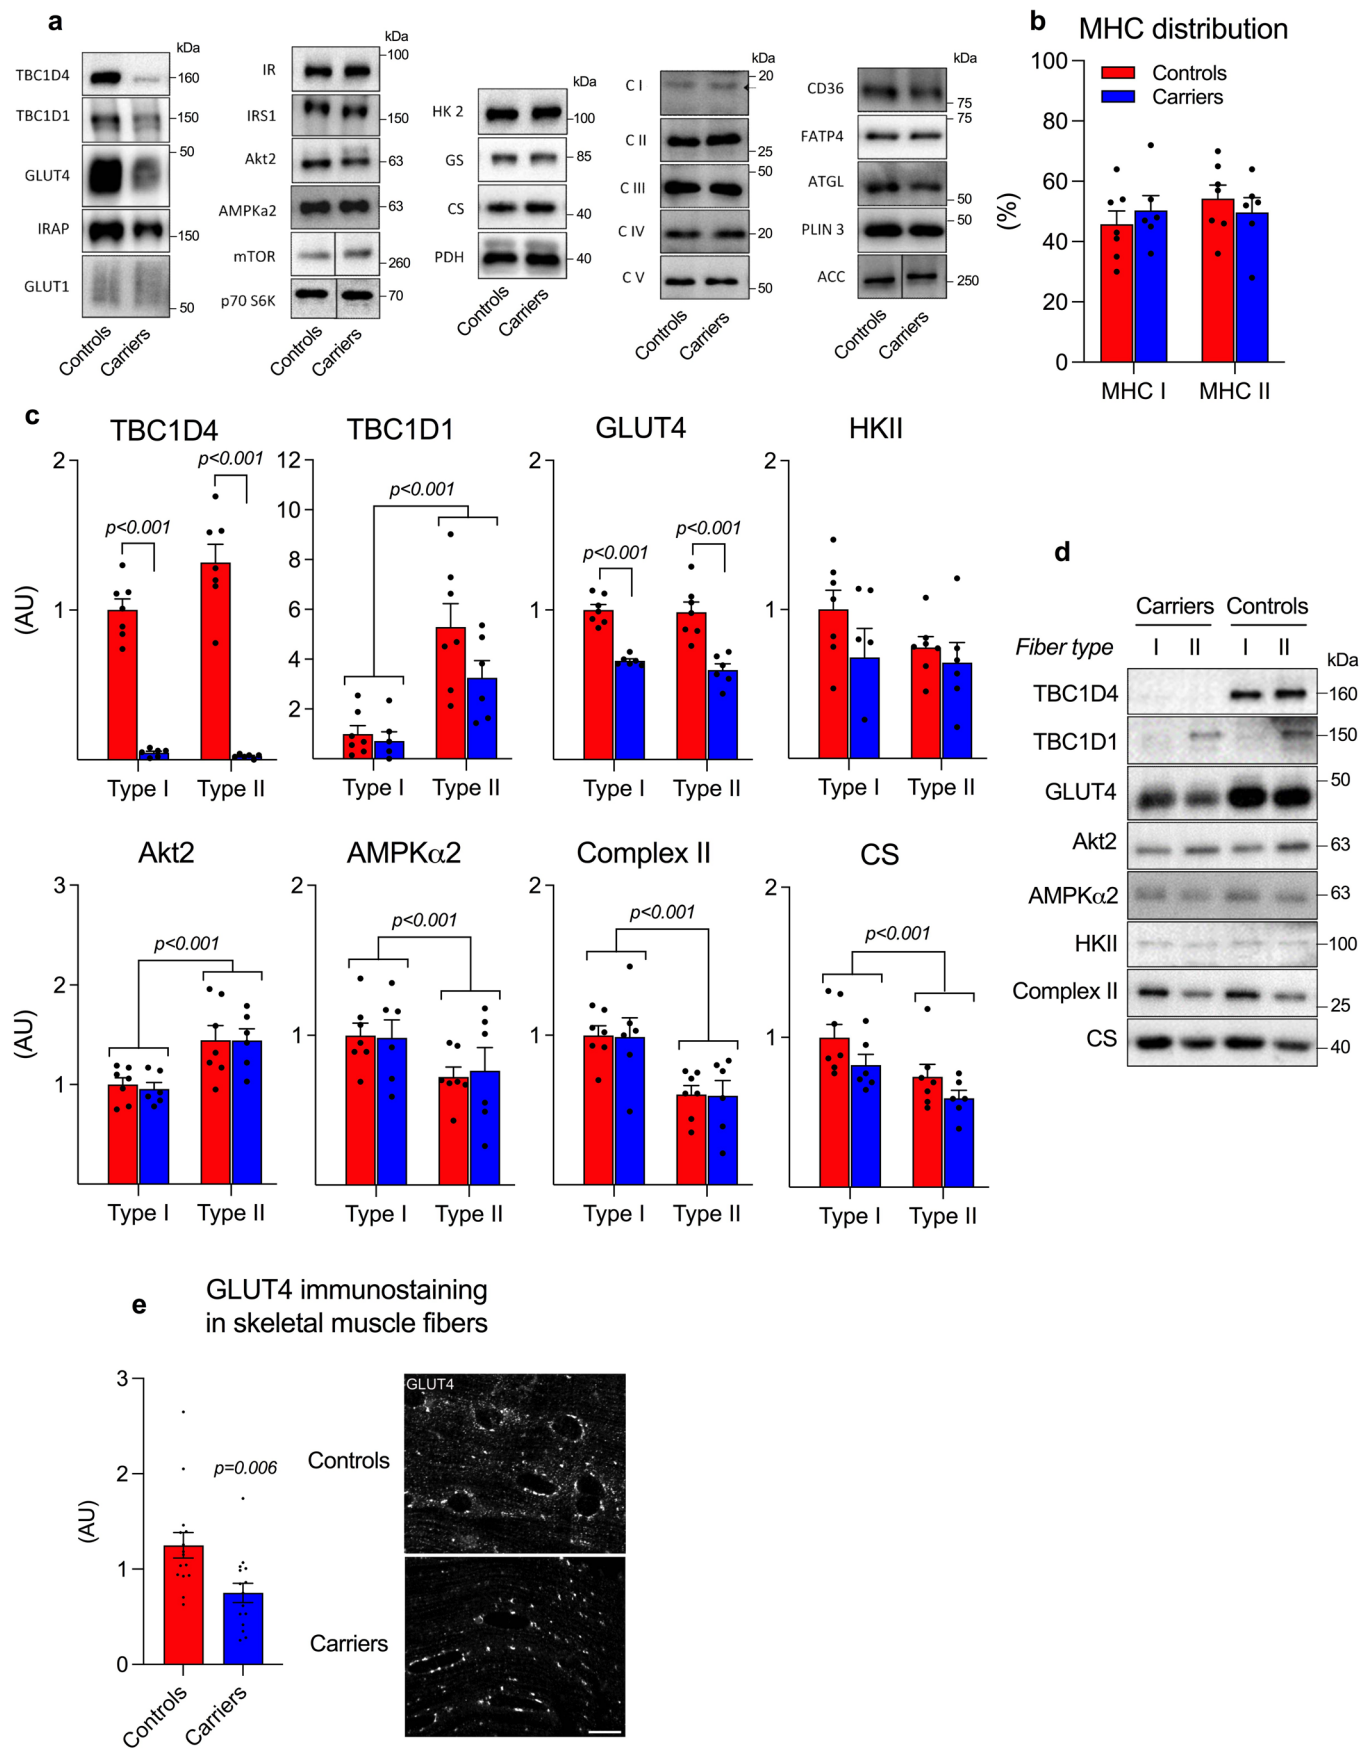 a
kDa
TBC1D4
160
TBC1D1
150
50
GLUT4
IRAP
150
GLUT1
50
Controls
Carriers
kDa
100
IR
IRS1
150
Akt2
63
AMPKa2
63
mTOR
260
p70 S6K
70
Controls
Carriers
kDa
HK 2
100
GS
85
CS
40
PDH
40
Controls
Carriers
kDa
20
C I
C II
25
50
C III
C IV
20
C V
50
Controls
Carriers
kDa
CD36
75
75
FATP4
ATGL
50
50
PLIN 3
ACC
250
Controls
Carriers
b
MHC distribution
Controls
Carriers
100
80
60
40
20
0
(%)
MHC I
MHC II
c
TBC1D4
2
1
(AU)
p<0.001
p<0.001
Type I
Type II
TBC1D1
12
10
8
6
4
2
p<0.001
Type I
Type II
GLUT4
2
1
p<0.001
p<0.001
Type I
Type II
HKII
2
1
Type I
Type II
Akt2
3
2
1
(AU)
p<0.001
Type I
Type II
AMPKα2
2
1
p<0.001
Type I
Type II
Complex II
2
1
p<0.001
Type I
Type II
CS
2
1
p<0.001
Type I
Type II
d
Carriers Controls
Fiber type I II I II
kDa
TBC1D4 160
TBC1D1 150
50
GLUT4
Akt2 63
AMPKα2 63
HKII 100
Complex II 25
CS 40
e
GLUT4 immunostaining
in skeletal muscle fibers
3
2
1
0
(AU)
p=0.006
Controls
Carriers
Controls
GLUT4
Carriers